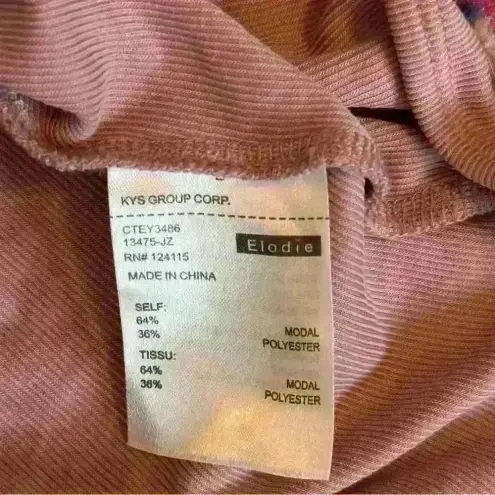 KYS GROUP CORP.
CTEY3486
13475-JZ
Elodie
RN# 124115
MADE IN CHINA
SELF:
64%
36% MODAL
POLYESTER
TISSU:
64%
36% MODAL
POLYESTER